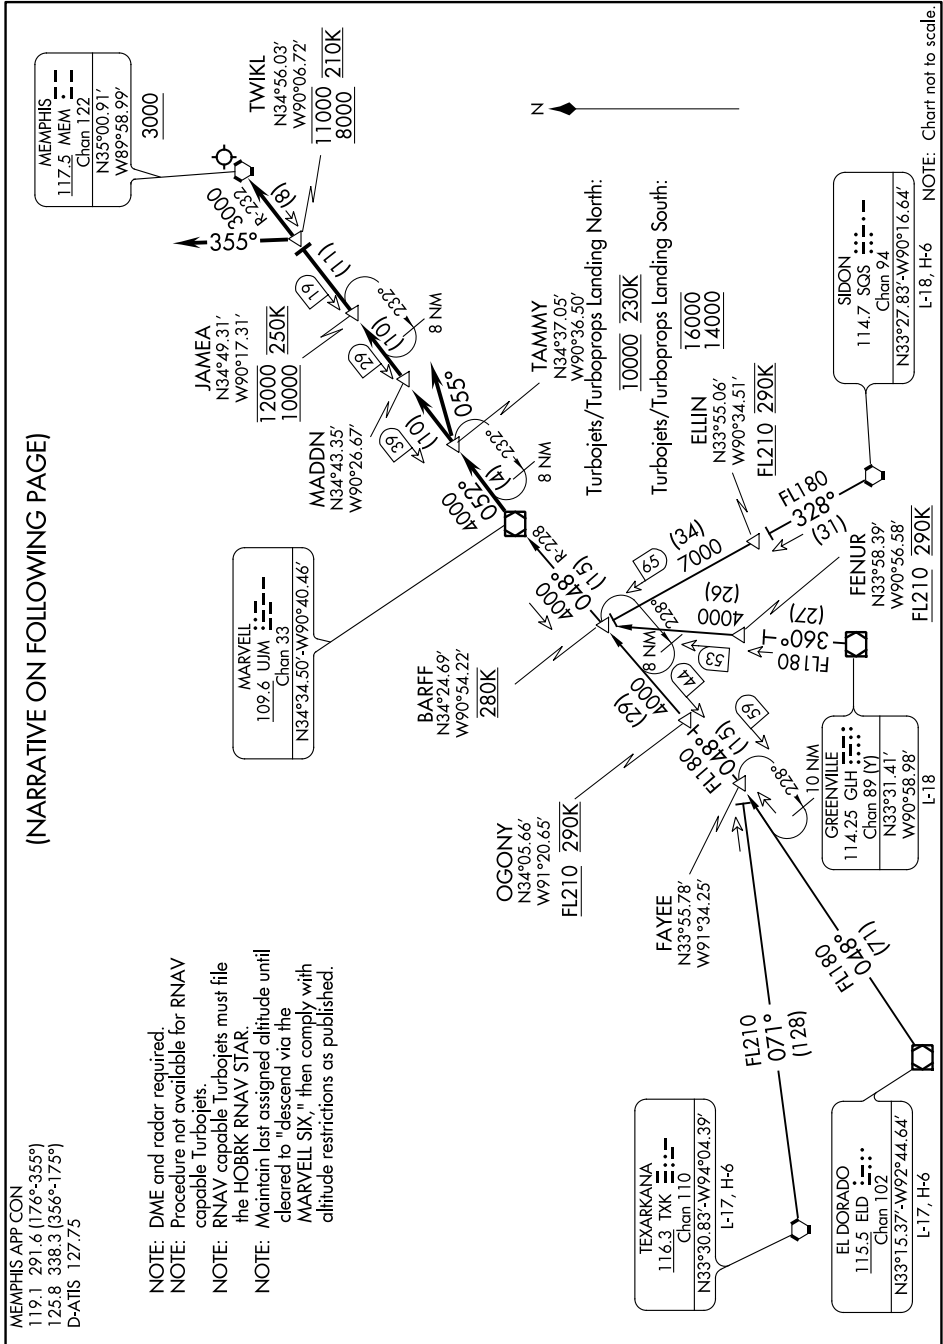 (NARRATIVE ON FOLLOWING PAGE)
MEMPHIS APP CON
119.1 291.6 (176°-355°)
125.8 338.3 (356°-175°)
D-ATIS 127.75
NOTE: DME and radar required.
NOTE: Procedure not available for RNAV
capable Turbojets.
NOTE: RNAV capable Turbojets must file
the HOBRK RNAV STAR.
NOTE: Maintain last assigned altitude until
cleared to "descend via the
MARVELL SIX," then comply with
altitude restrictions as published.
MEMPHIS
117.5 MEM
Chan 122
N35°00.91'
W89°58.99'
3000
TWIKL
N34°56.03'
W90°06.72'
11000 210K
8000
N
355°
3000
R-232
(8)
(11)
19
JAMEA
N34°49.31'
W90°17.31'
12000 250K
10000
232°
8 NM
(10)
29
MADDN
N34°43.35'
W90°26.67'
39
(10)
055°
TAMMY
N34°37.05'
W90°36.50'
Turbojets/Turboprops Landing North:
10000 230K
Turbojets/Turboprops Landing South:
16000
14000
232°
8 NM
4000
052°
(4)
MARVELL
109.6 UJM
Chan 33
N34°34.50'-W90°40.46'
R-228
4000
048°
(15)
BARFF
N34°24.69'
W90°54.22'
280K
65
(34)
7000
228°
8 NM
ELLIN
N33°55.06'
W90°34.51'
FL210 290K
FL180
328°
(31)
SIDON
114.7 SQS
Chan 94
N33°27.83'-W90°16.64'
L-18, H-6
(26)
4000
53
FENUR
N33°58.39'
W90°56.58'
FL210 290K
(27)
360°
FL180
GREENVILLE
114.25 GLH
Chan 89 (Y)
N33°31.41'
W90°58.98'
L-18
(29)
4000
44
OGONY
N34°05.66'
W91°20.65'
FL210 290K
FL180
048°
(15)
59
228°
10 NM
FAYEE
N33°55.78'
W91°34.25'
FL180
048°
(71)
FL210
071°
(128)
TEXARKANA
116.3 TXK
Chan 110
N33°30.83'-W94°04.39'
L-17, H-6
EL DORADO
115.5 ELD
Chan 102
N33°15.37'-W92°44.64'
L-17, H-6
NOTE: Chart not to scale.